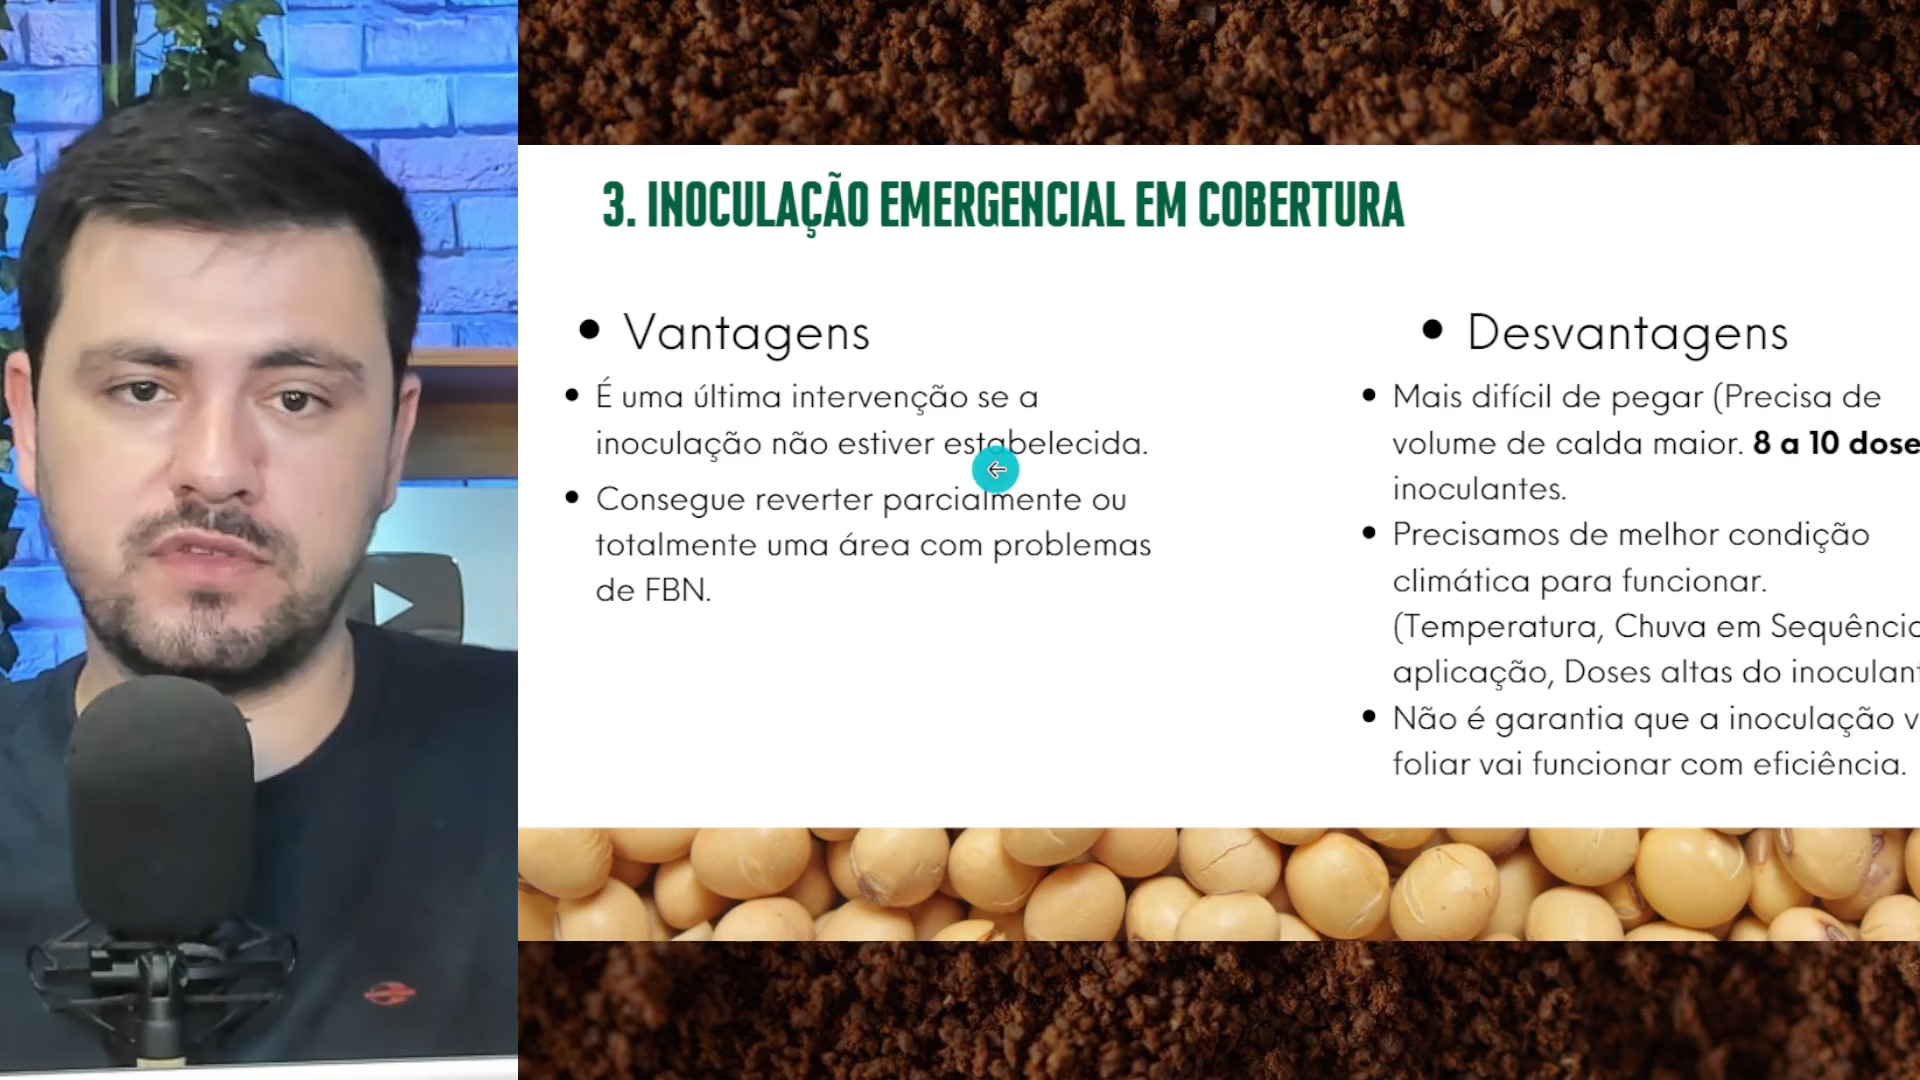 3. INOCULAÇÃO EMERGENCIAL EM COBERTURA
Vantagens
É uma última intervenção se a
inoculação não estiver estabelecida.
Consegue reverter parcialmente ou
totalmente uma área com problemas
de FBN.
Desvantagens
Mais difícil de pegar (Precisa de
volume de calda maior. 8 a 10 dose
inoculantes.
Precisamos de melhor condição
climática para funcionar.
(Temperatura, Chuva em Sequência
aplicação, Doses altas do inoculant
Não é garantia que a inoculação v
foliar vai funcionar com eficiência.